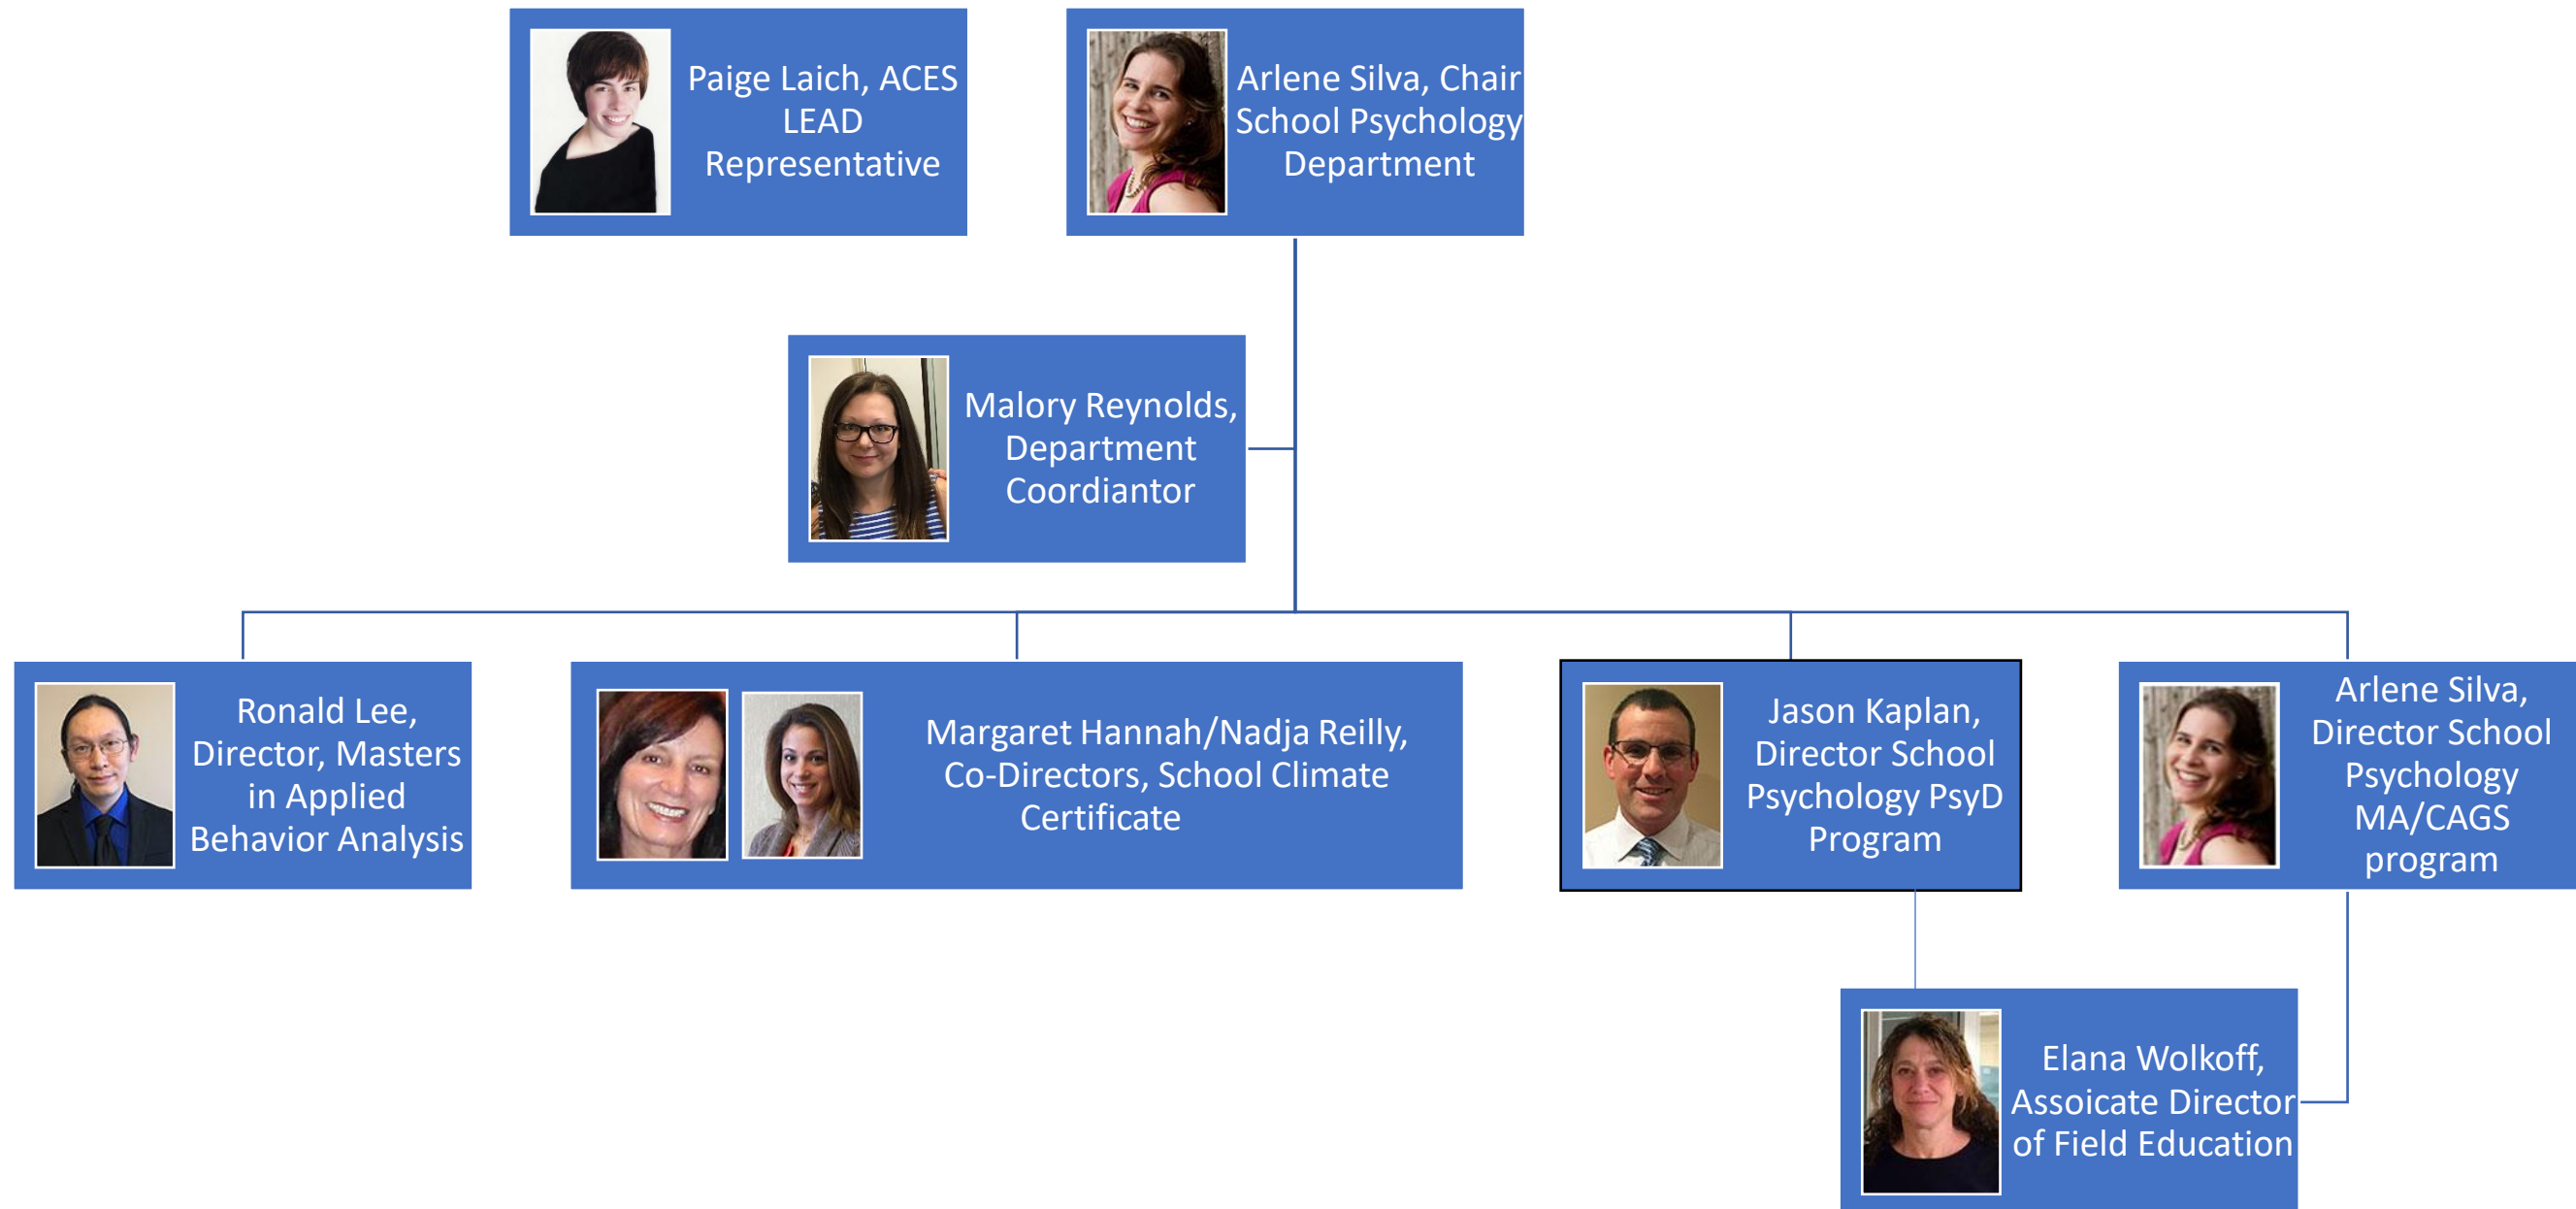 Paige Laich, ACES
LEAD
Representative
Arlene Silva, Chair
School Psychology
Department
Malory Reynolds,
Department
Coordiantor
Ronald Lee,
Director, Masters
in Applied
Behavior Analysis
Margaret Hannah/Nadja Reilly,
Co-Directors, School Climate
Certificate
Jason Kaplan,
Director School
Psychology PsyD
Program
Arlene Silva,
Director School
Psychology
MA/CAGS
program
Elana Wolkoff,
Assoicate Director
of Field Education